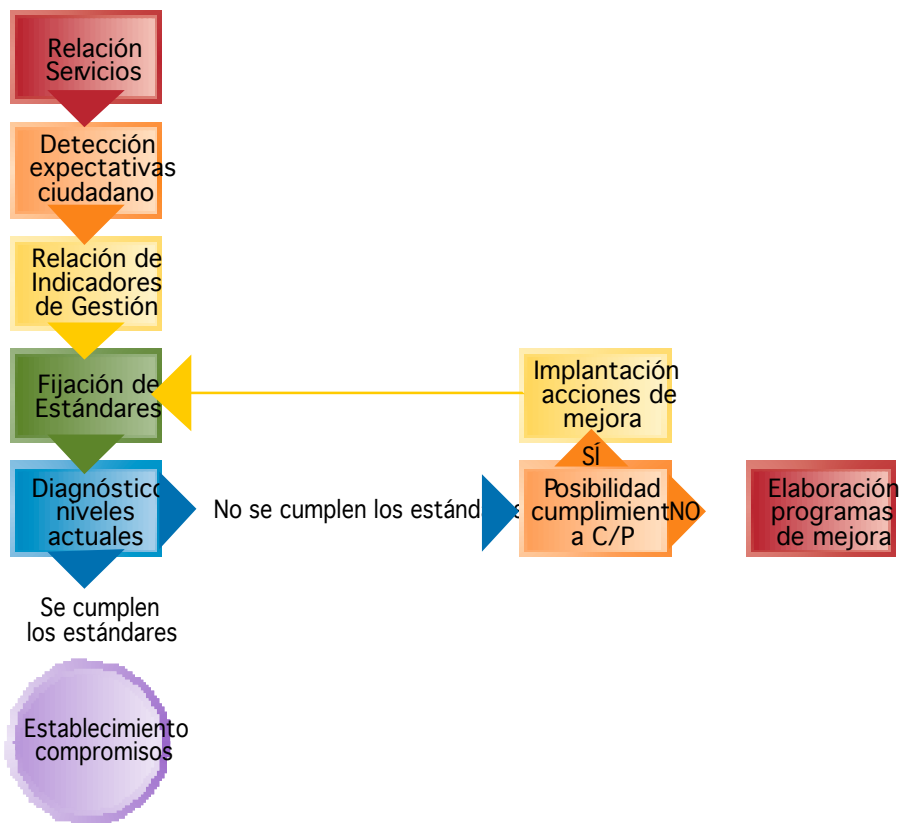 Relación
Servicios
Detección
expectativas
ciudadano
Relación de
Indicadores
de Gestión
Fijación de
Estándares
Implantación
acciones de
mejora
SÍ
Diagnóstico
niveles
actuales
No se cumplen los estánda
Posibilidad
cumplimient
a C/P
NO
Elaboración
programas
de mejora
Se cumplen
los estándares
Establecimiento
compromisos